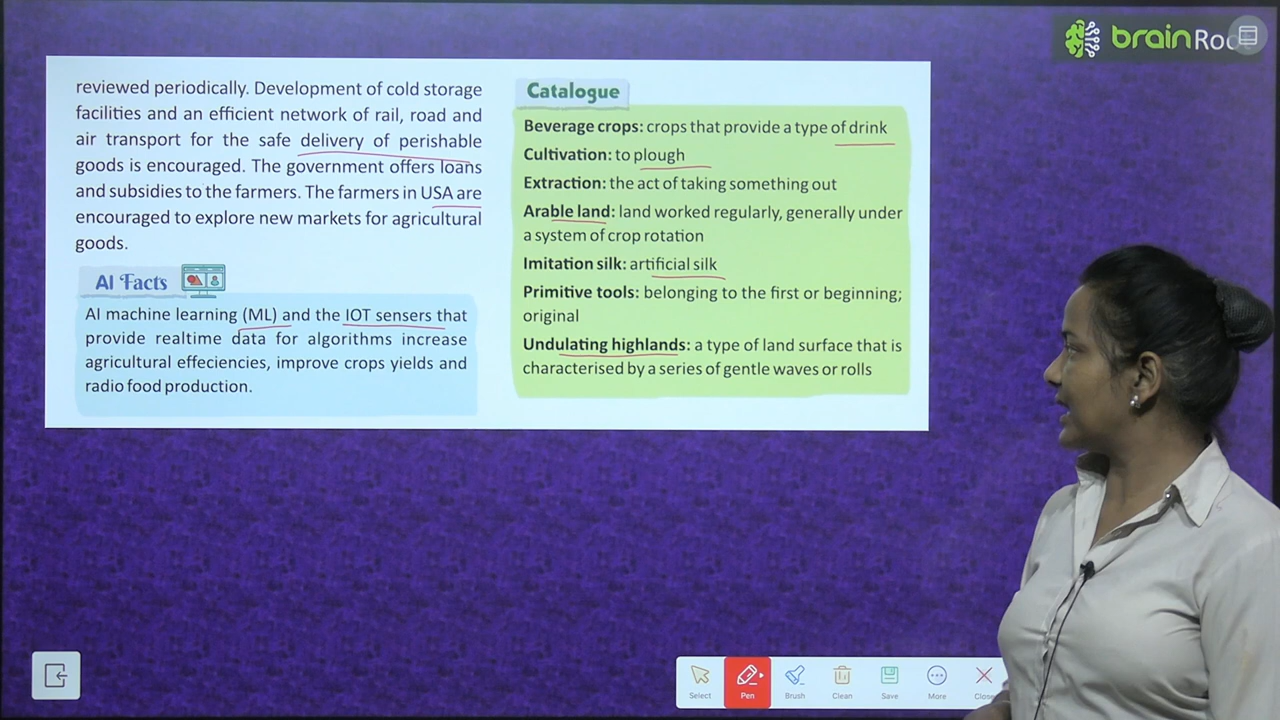 brainRoo
reviewed periodically. Development of cold storage
facilities and an efficient network of rail, road and
air transport for the safe delivery of perishable
goods is encouraged. The government offers loans
and subsidies to the farmers. The farmers in USA are
encouraged to explore new markets for agricultural
goods.
AI Facts
AI machine learning (ML) and the IOT sensers that
provide realtime data for algorithms increase
agricultural effeciencies, improve crops yields and
radio food production.
Catalogue
Beverage crops: crops that provide a type of drink
Cultivation: to plough
Extraction: the act of taking something out
Arable land: land worked regularly, generally under
a system of crop rotation
Imitation silk: artificial silk
Primitive tools: belonging to the first or beginning;
original
Undulating highlands: a type of land surface that is
characterised by a series of gentle waves or rolls
Select Pen Brush Clean Save More Close